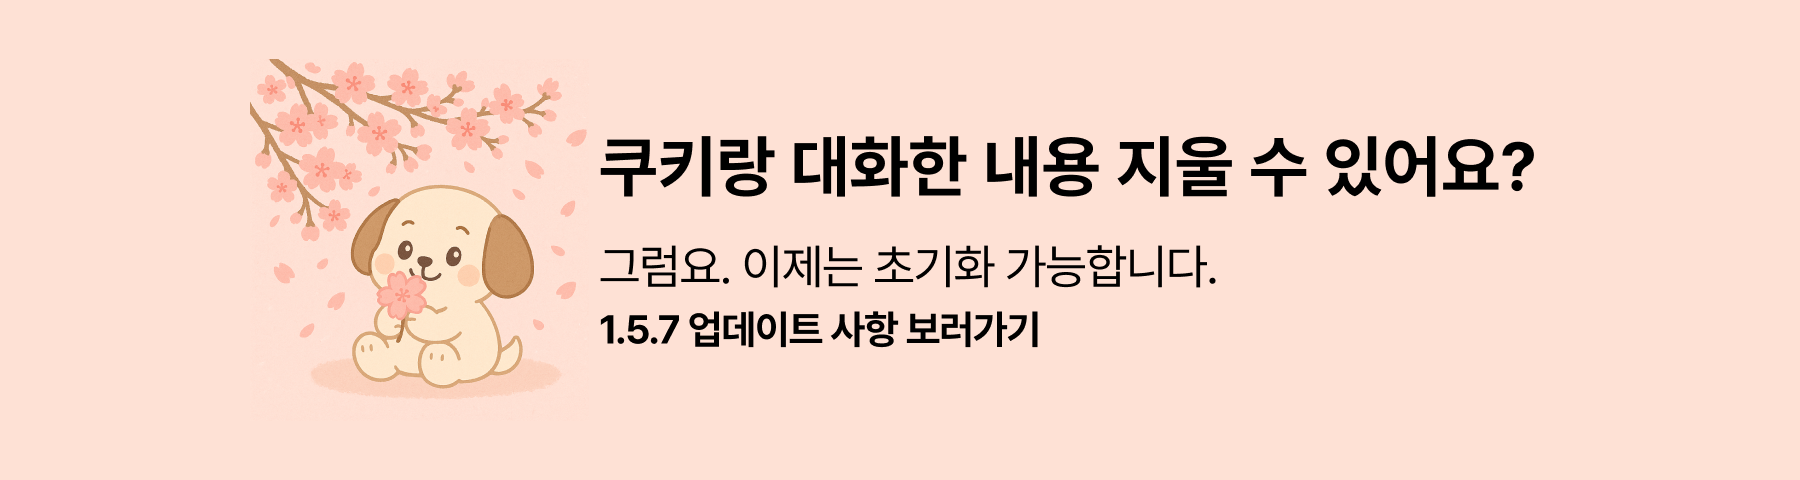 쿠키랑 대화한 내용 지울 수 있어요?
그럼요. 이제는 초기화 가능합니다.
1.5.7 업데이트 사항 보러가기